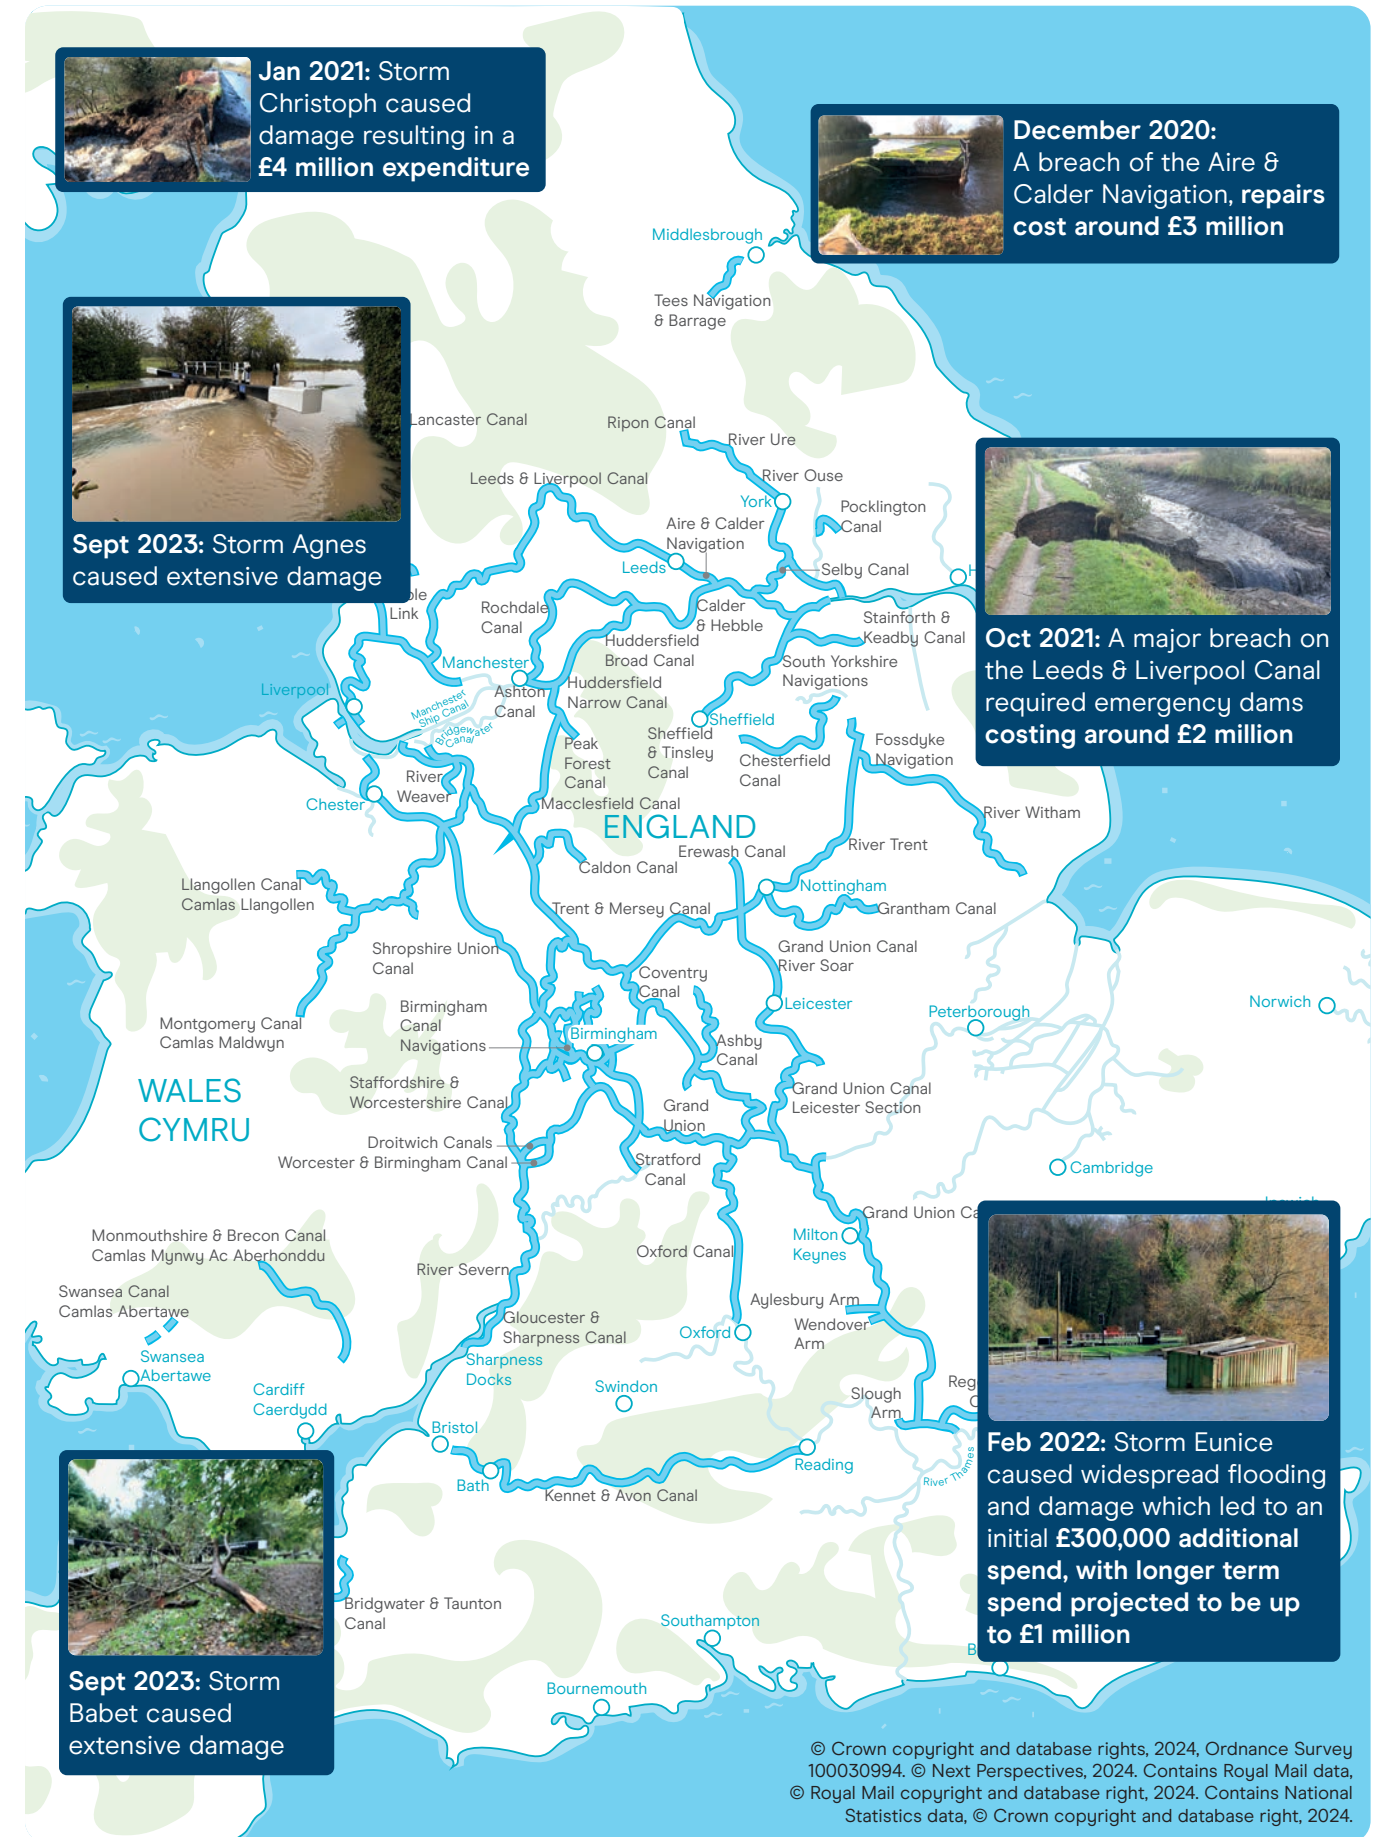 Jan 2021: Storm
Christoph caused
damage resulting in a
£4 million expenditure
December 2020:
A breach of the Aire &
Calder Navigation, repairs
cost around £3 million
Middlesbrough
Tees Navigation
& Barrage
Sept 2023: Storm Agnes
caused extensive damage
Lancaster Canal
Ripon Canal
River Ure
Leeds & Liverpool Canal
River Ouse
York
Pocklington
Canal
Aire & Calder
Navigation
Leeds
Selby Canal
H
Oct 2021: A major breach on
the Leeds & Liverpool Canal
required emergency dams
costing around £2 million
Link
Rochdale
Canal
Calder
& Hebble
Stainforth &
Keadby Canal
Huddersfield
Broad Canal
Manchester
South Yorkshire
Navigations
Liverpool
Ashton
Canal
Huddersfield
Narrow Canal
Manchester
Ship Canal
Bridgewater
Canal
Sheffield
Sheffield
& Tinsley
Canal
Peak
Forest
Canal
Chesterfield
Canal
Fossdyke
Navigation
River
Weaver
Chester
Macclesfield Canal
River Witham
ENGLAND
Erewash Canal
River Trent
Caldon Canal
Llangollen Canal
Camlas Llangollen
Nottingham
Trent & Mersey Canal
Grantham Canal
Shropshire Union
Canal
Grand Union Canal
River Soar
Coventry
Canal
Leicester
Norwich
Birmingham
Canal
Navigations
Peterborough
Montgomery Canal
Camlas Maldwyn
Birmingham
Ashby
Canal
WALES
CYMRU
Staffordshire &
Worcestershire Canal
Grand Union Canal
Leicester Section
Grand
Union
Droitwich Canals
Worcester & Birmingham Canal
Stratford
Canal
Cambridge
Monmouthshire & Brecon Canal
Camlas Mynwy Ac Aberhonddu
Grand Union Ca
Milton
Keynes
Oxford Canal
River Severn
Swansea Canal
Camlas Abertawe
Aylesbury Arm
Wendover
Arm
Gloucester &
Sharpness Canal
Oxford
Swansea
Abertawe
Sharpness
Docks
Cardiff
Caerdydd
Swindon
Slough
Arm
Reg
C
Bristol
Bath
Reading
River Thames
Kennet & Avon Canal
Feb 2022: Storm Eunice
caused widespread flooding
and damage which led to an
initial £300,000 additional
spend, with longer term
spend projected to be up
to £1 million
Bridgwater & Taunton
Canal
Southampton
B
Bournemouth
Sept 2023: Storm
Babet caused
extensive damage
© Crown copyright and database rights, 2024, Ordnance Survey
100030994. © Next Perspectives, 2024. Contains Royal Mail data,
© Royal Mail copyright and database right, 2024. Contains National
Statistics data, © Crown copyright and database right, 2024.